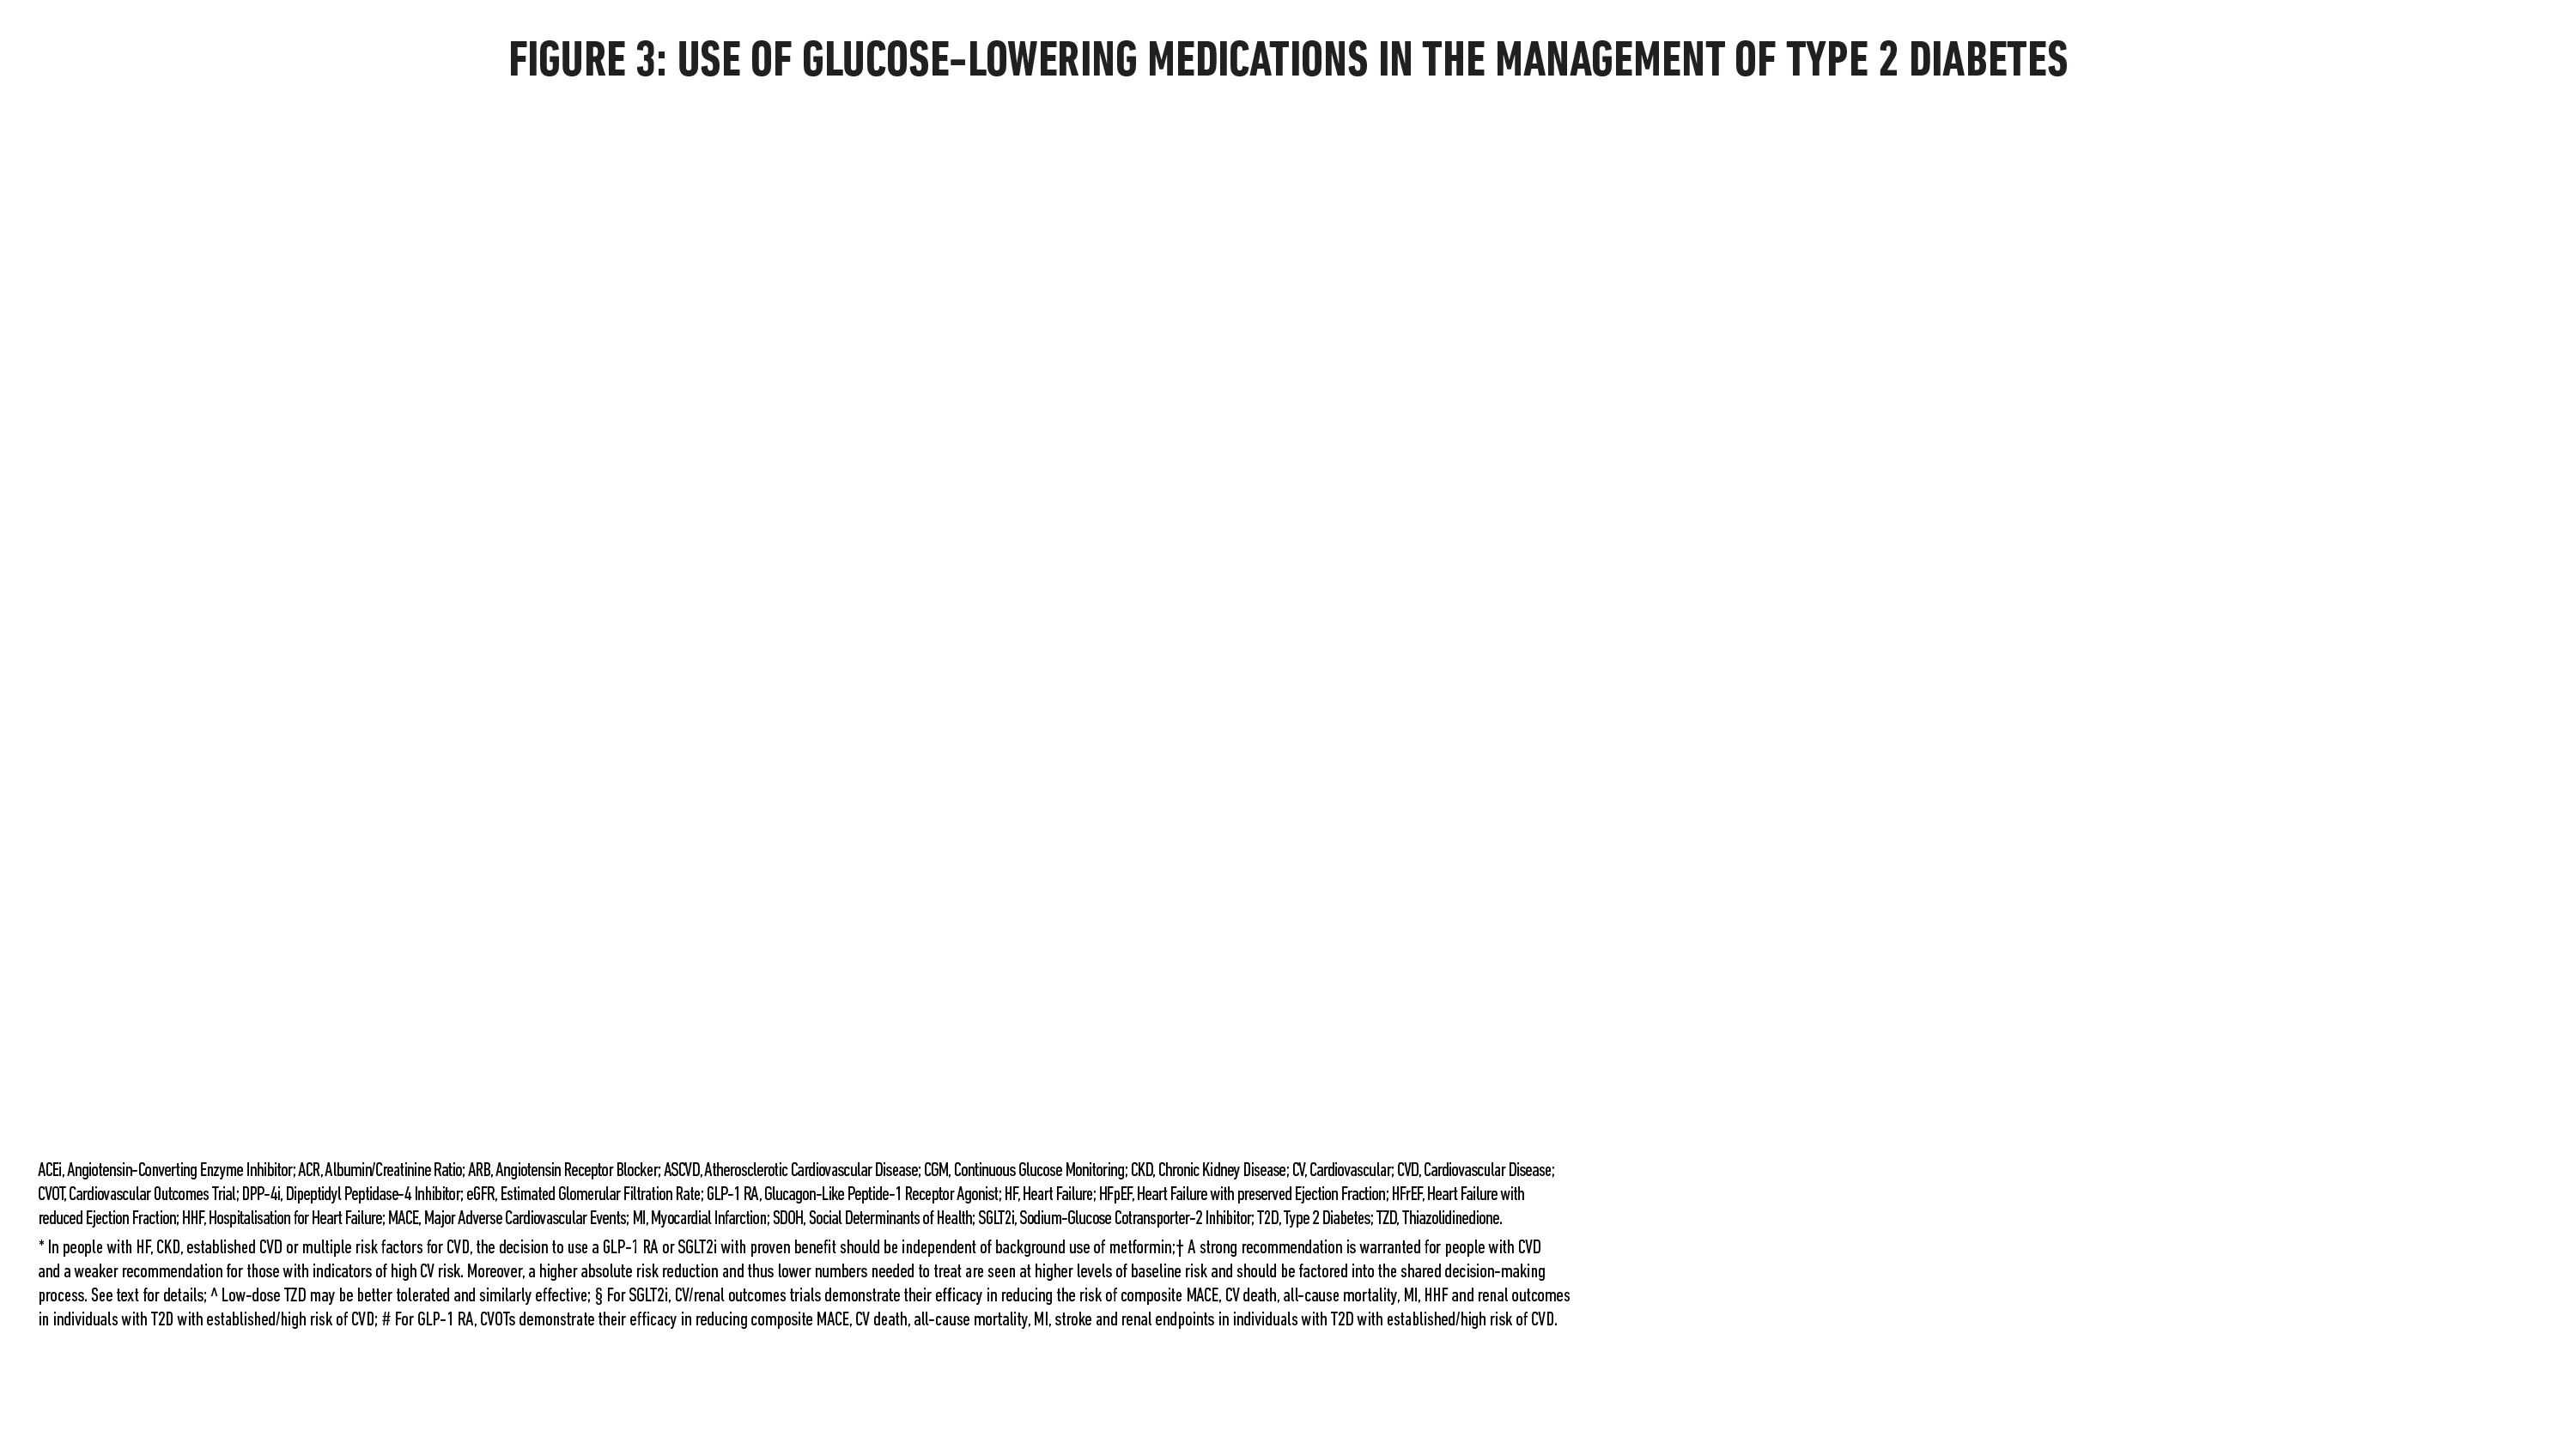 FIGURE 3: USE OF GLUCOSE-LOWERING MEDICATIONS IN THE MANAGEMENT OF TYPE 2 DIABETES
ACEi, Angiotensin-Converting Enzyme Inhibitor; ACR, Albumin/Creatinine Ratio; ARB, Angiotensin Receptor Blocker; ASCVD, Atherosclerotic Cardiovascular Disease; CGM, Continuous Glucose Monitoring; CKD, Chronic Kidney Disease; CV, Cardiovascular; CVD, Cardiovascular Disease;
CVOT, Cardiovascular Outcomes Trial; DPP-4i, Dipeptidyl Peptidase-4 Inhibitor; eGFR, Estimated Glomerular Filtration Rate; GLP-1 RA, Glucagon-Like Peptide-1 Receptor Agonist; HF, Heart Failure; HFpEF, Heart Failure with preserved Ejection Fraction; HFrEF, Heart Failure with
reduced Ejection Fraction; HHF, Hospitalisation for Heart Failure; MACE, Major Adverse Cardiovascular Events; MI, Myocardial Infarction; SDOH, Social Determinants of Health; SGLT2i, Sodium-Glucose Cotransporter-2 Inhibitor; T2D, Type 2 Diabetes; TZD, Thiazolidinedione.
* In people with HF, CKD, established CVD or multiple risk factors for CVD, the decision to use a GLP-1 RA or SGLT2i with proven benefit should be independent of background use of metformin;† A strong recommendation is warranted for people with CVD
and a weaker recommendation for those with indicators of high CV risk. Moreover, a higher absolute risk reduction and thus lower numbers needed to treat are seen at higher levels of baseline risk and should be factored into the shared decision-making
process. See text for details; ^ Low-dose TZD may be better tolerated and similarly effective; § For SGLT2i, CV/renal outcomes trials demonstrate their efficacy in reducing the risk of composite MACE, CV death, all-cause mortality, MI, HHF and renal outcomes
in individuals with T2D with established/high risk of CVD; # For GLP-1 RA, CVOTs demonstrate their efficacy in reducing composite MACE, CV death, all-cause mortality, MI, stroke and renal endpoints in individuals with T2D with established/high risk of CVD.